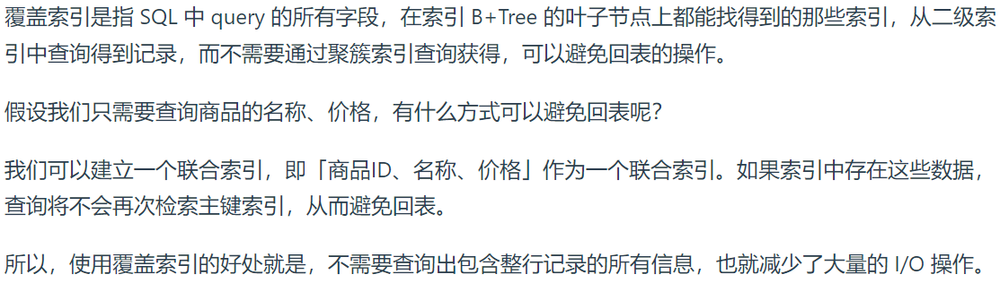 覆盖索引是指 SQL 中 query 的所有字段，在索引 B+Tree 的叶子节点上都能找得到的那些索引，从二级索
引中查询得到记录，而不需要通过聚簇索引查询获得，可以避免回表的操作。
假设我们只需要查询商品的名称、价格，有什么方式可以避免回表呢？
我们可以建立一个联合索引，即「商品ID、名称、价格」作为一个联合索引。如果索引中存在这些数据，
查询将不会再次检索主键索引，从而避免回表。
所以，使用覆盖索引的好处就是，不需要查询出包含整行记录的所有信息，也就减少了大量的 I/O 操作。